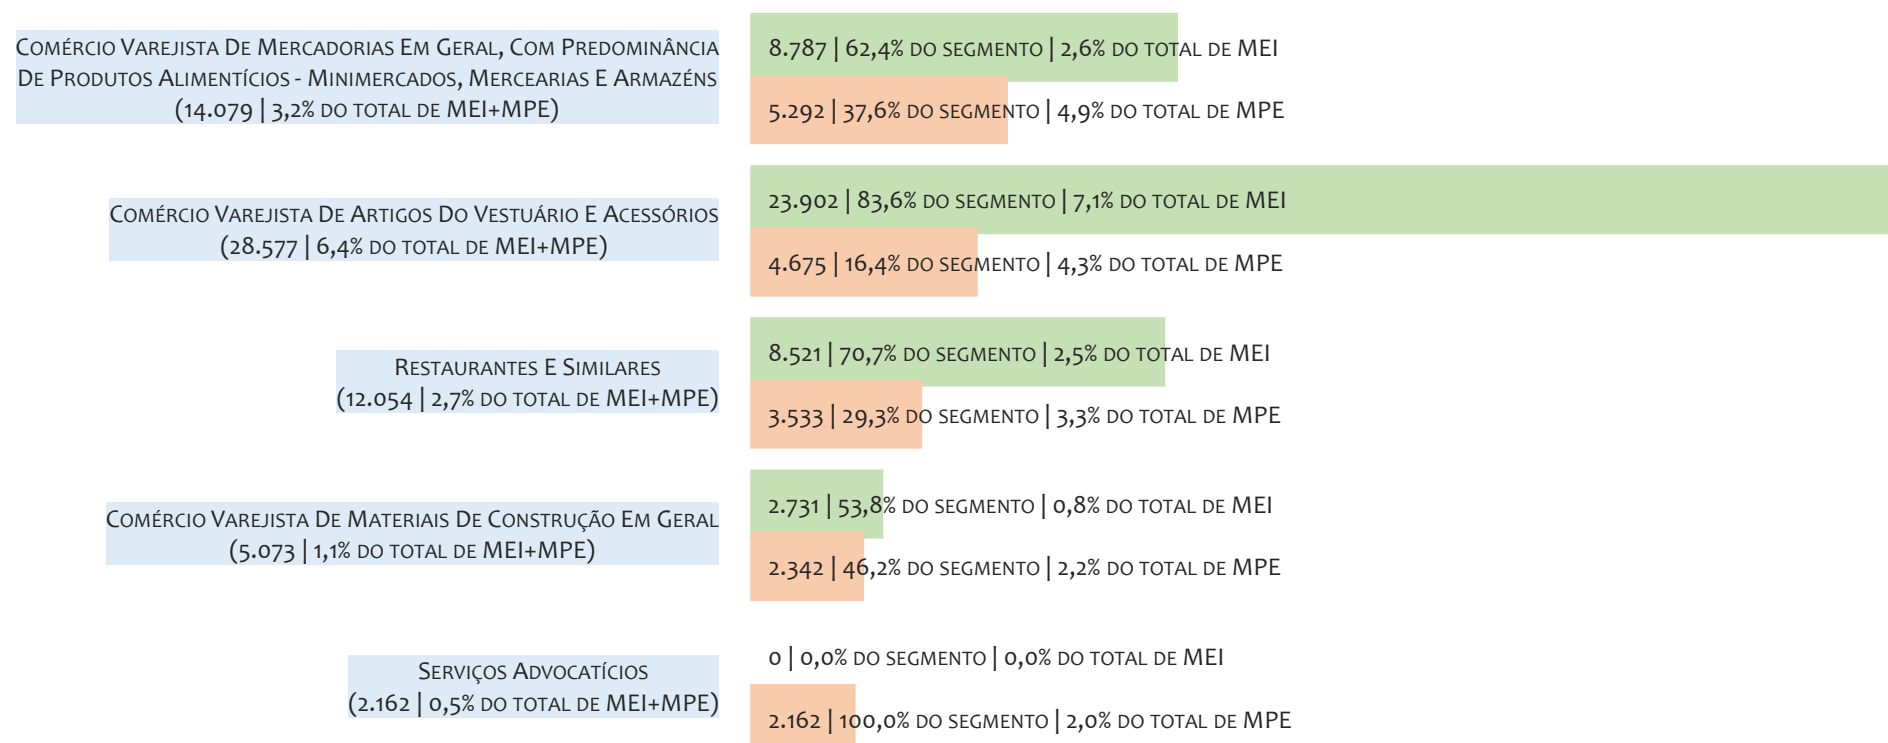 Comércio Varejista De Mercadorias Em Geral, Com Predominância
De Produtos Alimentícios - Minimercados, Mercearias E Armazéns
(14.079 | 3,2% do total de MEI+MPE)
8.787 | 62,4% do segmento | 2,6% do total de MEI
5.292 | 37,6% do segmento | 4,9% do total de MPE
Comércio Varejista De Artigos Do Vestuário E Acessórios
(28.577 | 6,4% do total de MEI+MPE)
23.902 | 83,6% do segmento | 7,1% do total de MEI
4.675 | 16,4% do segmento | 4,3% do total de MPE
Restaurantes E Similares
(12.054 | 2,7% do total de MEI+MPE)
8.521 | 70,7% do segmento | 2,5% do total de MEI
3.533 | 29,3% do segmento | 3,3% do total de MPE
Comércio Varejista De Materiais De Construção Em Geral
(5.073 | 1,1% do total de MEI+MPE)
2.731 | 53,8% do segmento | 0,8% do total de MEI
2.342 | 46,2% do segmento | 2,2% do total de MPE
Serviços Advocatícios
(2.162 | 0,5% do total de MEI+MPE)
0 | 0,0% do segmento | 0,0% do total de MEI
2.162 | 100,0% do segmento | 2,0% do total de MPE